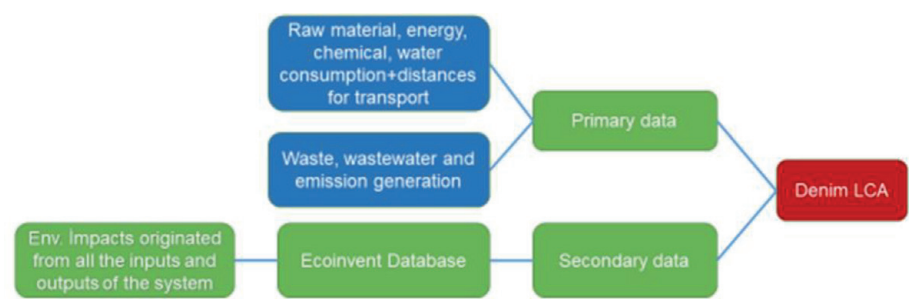 Raw material, energy,
chemical, water
consumption+distances
for transport
Primary data
Waste, wastewater and
emission generation
Denim LCA
Env. İmpacts originated
from all the inputs and
outputs of the system
Ecoinvent Database
Secondary data